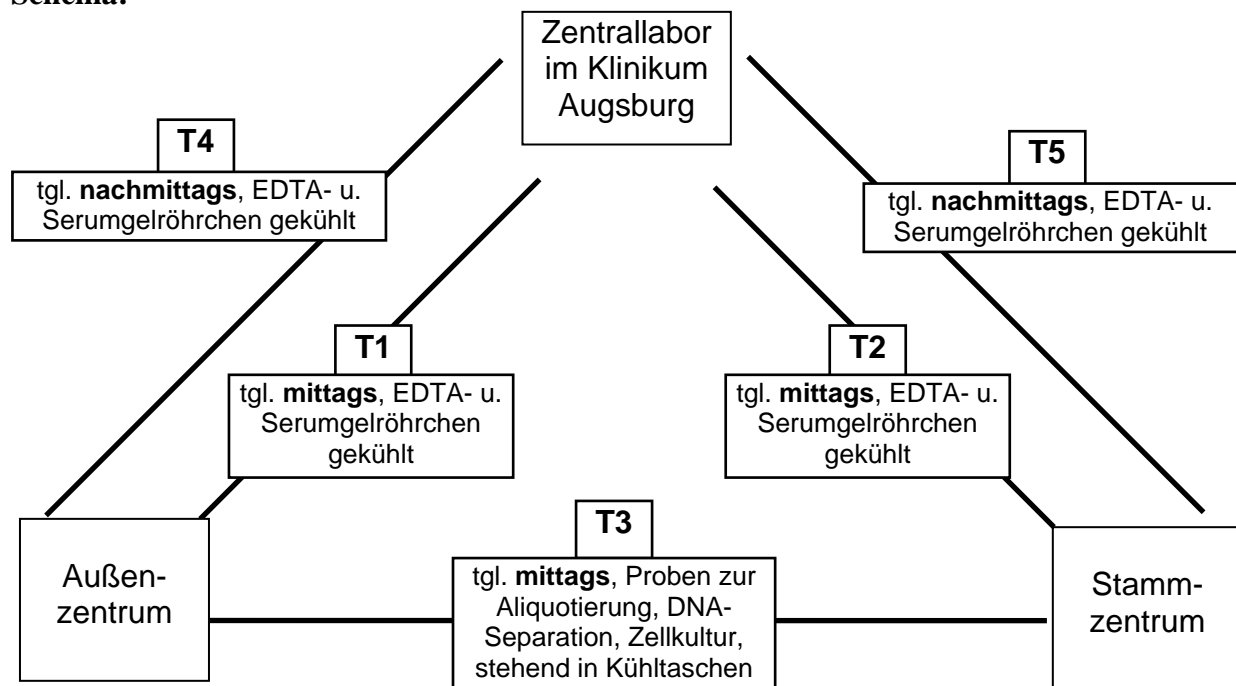 Schema:
Zentrallabor
im Klinikum
Augsburg
T4
tgl. nachmittags, EDTA- u.
Serumgelröhrchen gekühlt
T5
tgl. nachmittags, EDTA- u.
Serumgelröhrchen gekühlt
T1
tgl. mittags, EDTA- u.
Serumgelröhrchen
gekühlt
T2
tgl. mittags, EDTA- u.
Serumgelröhrchen
gekühlt
Außen-
zentrum
T3
tgl. mittags, Proben zur
Aliquotierung, DNA-
Separation, Zellkultur,
stehend in Kühltaschen
Stamm-
zentrum